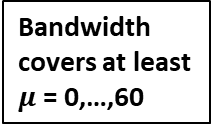 Bandwidth
covers at least
μ = 0,...,60